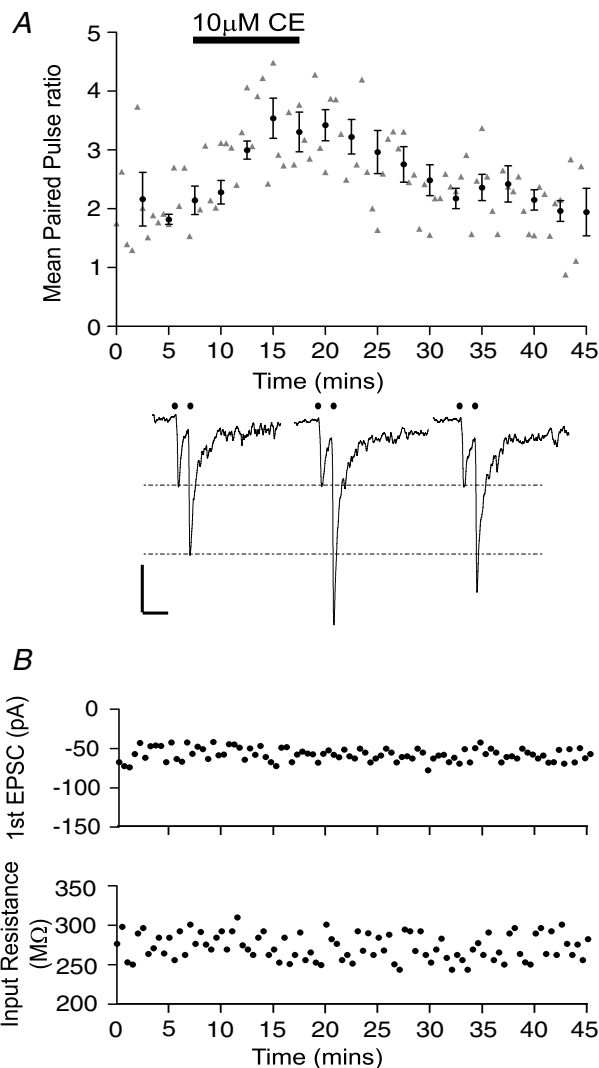 A
10µM CE
Mean Paired Pulse ratio
5
4
3
2
1
0
0 5 10 15 20 25 30 35 40 45
Time (mins)
B
1st EPSC (pA)
0
-50
-100
-150
Input Resistance
(MΩ)
350
300
250
200
0 5 10 15 20 25 30 35 40 45
Time (mins)